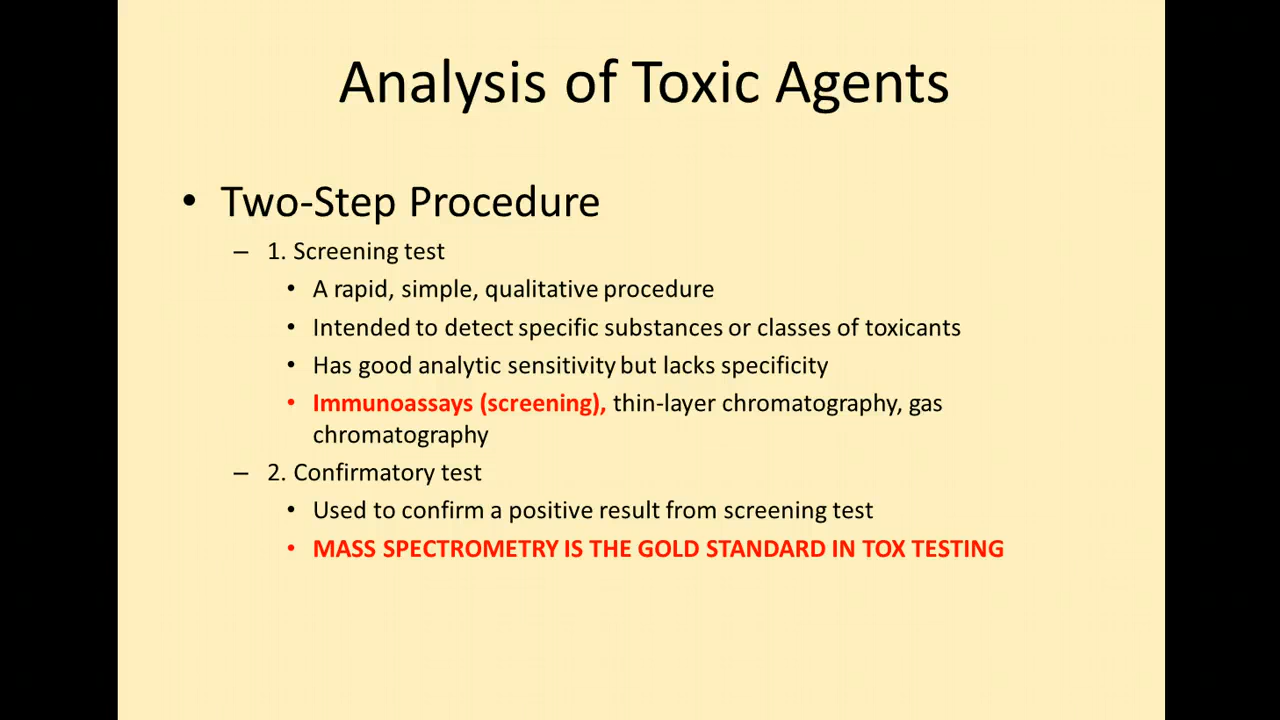 Analysis of Toxic Agents
• Two-Step Procedure
– 1. Screening test
• A rapid, simple, qualitative procedure
• Intended to detect specific substances or classes of toxicants
• Has good analytic sensitivity but lacks specificity
• Immunoassays (screening), thin-layer chromatography, gas
chromatography
– 2. Confirmatory test
• Used to confirm a positive result from screening test
• MASS SPECTROMETRY IS THE GOLD STANDARD IN TOX TESTING